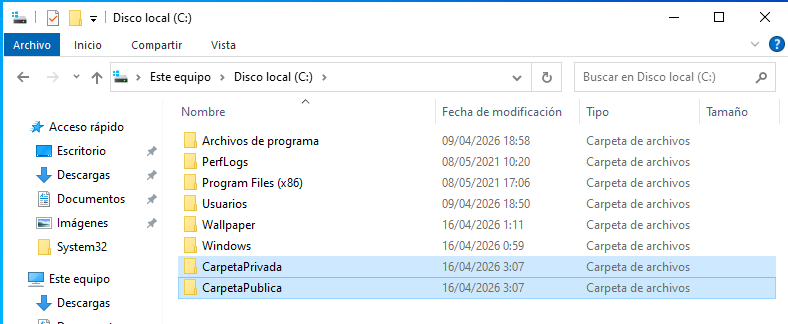 Disco local (C:)
Archivo Inicio Compartir Vista
Este equipo Disco local (C:) Buscar en Disco local (C:)
Nombre Fecha de modificación Tipo Tamaño
Acceso rápido
Escritorio
Descargas
Documentos
Imágenes
System32
Este equipo
Descargas
Archivos de programa 09/04/2026 18:58 Carpeta de archivos
PerfLogs 08/05/2021 10:20 Carpeta de archivos
Program Files (x86) 08/05/2021 17:06 Carpeta de archivos
Usuarios 09/04/2026 18:50 Carpeta de archivos
Wallpaper 16/04/2026 1:11 Carpeta de archivos
Windows 16/04/2026 0:59 Carpeta de archivos
CarpetaPrivada 16/04/2026 3:07 Carpeta de archivos
CarpetaPublica 16/04/2026 3:07 Carpeta de archivos